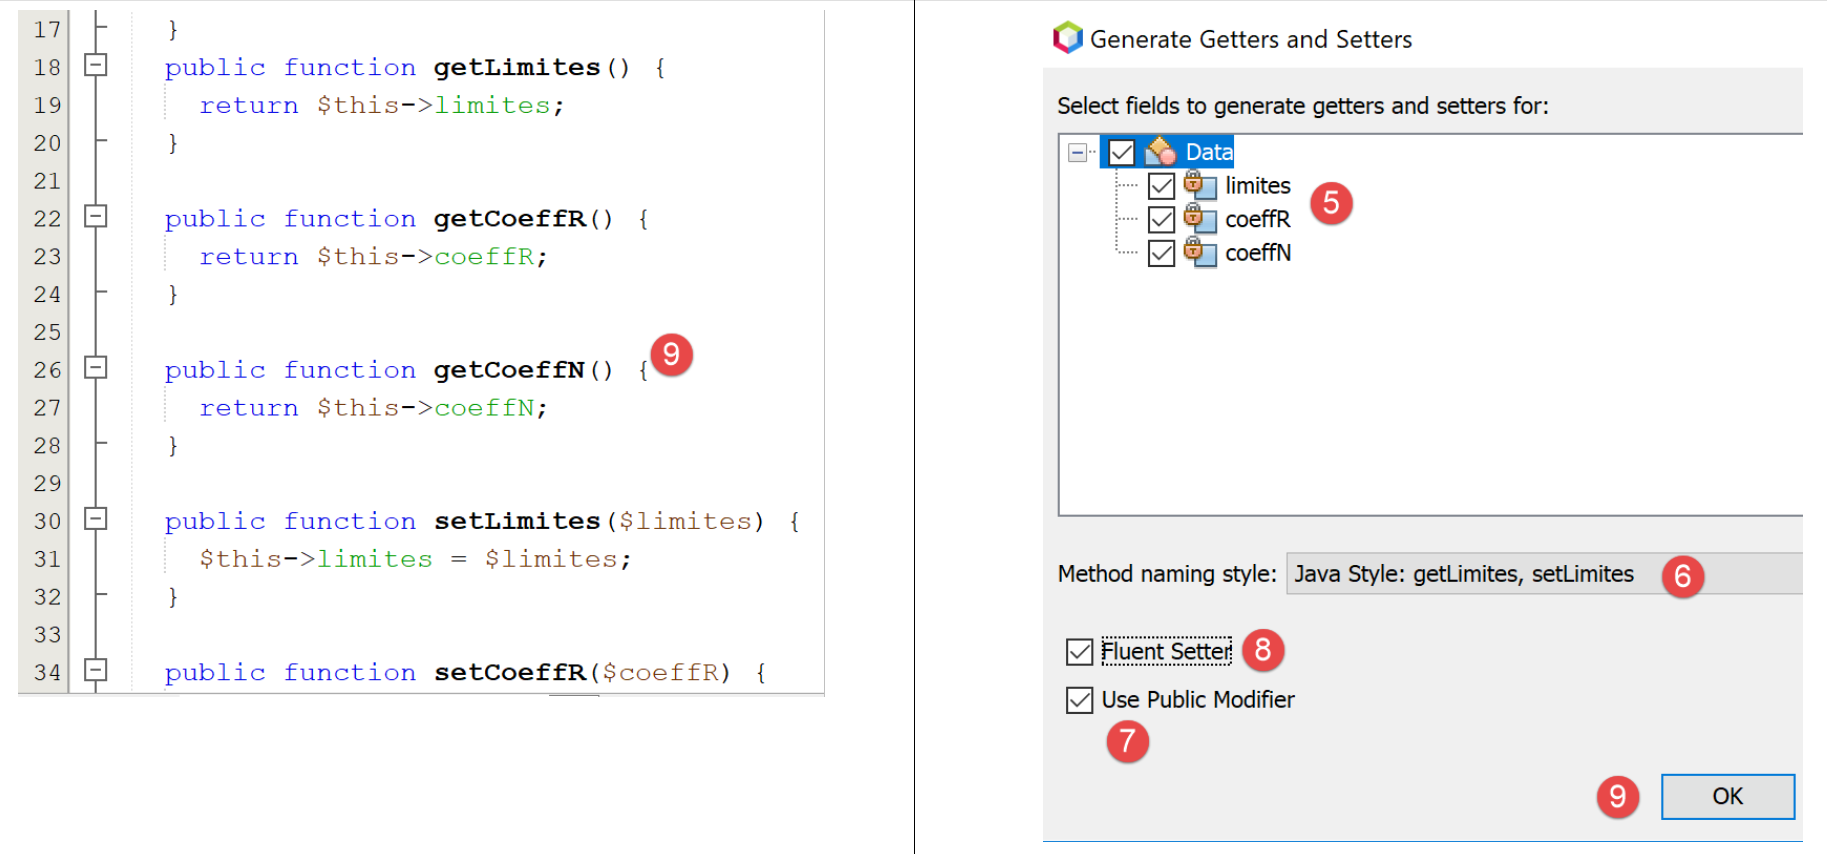 17 }
18 public function getLimites() {
19 return $this->limites;
20 }
21
22 public function getCoeffR() {
23 return $this->coeffR;
24 }
25
26 public function getCoeffN() { 9
27 return $this->coeffN;
28 }
29
30 public function setLimites($limites) {
31 $this->limites = $limites;
32 }
33
34 public function setCoeffR($coeffR) {
Generate Getters and Setters
Select fields to generate getters and setters for:
Data
limites
5
coeffR
coeffN
Method naming style: Java Style: getLimites, setLimites 6
Fluent Setter 8
Use Public Modifier
7
9 OK